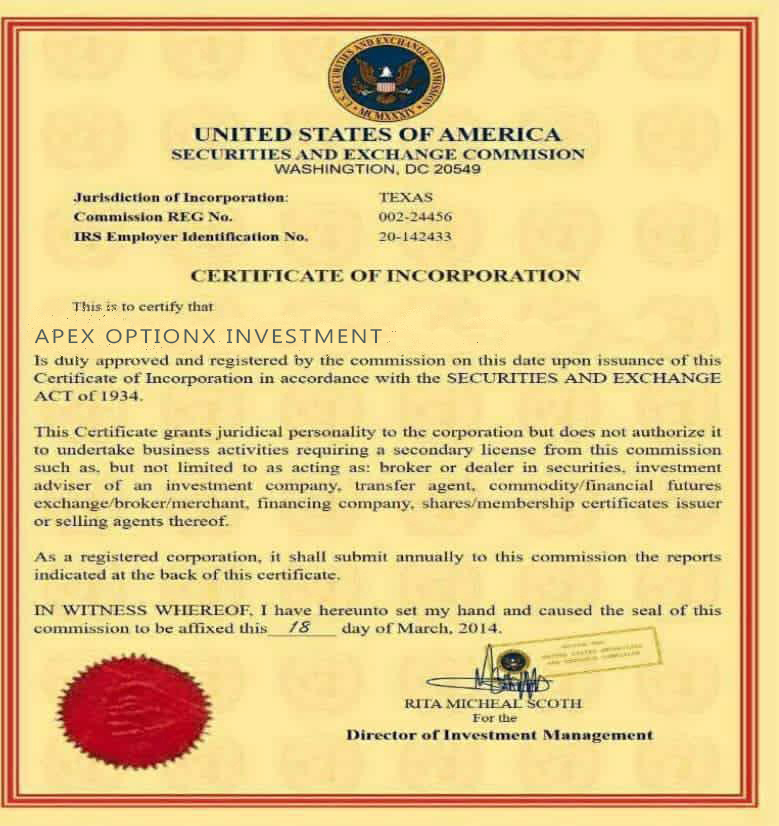 U.S. SECURITIES AND EXCHANGE COMMISSION
MCMXXXIV
UNITED STATES OF AMERICA
SECURITIES AND EXCHANGE COMMISION
WASHINGTION, DC 20549
Jurisdiction of Incorporation: TEXAS
Commission REG No. 002-24456
IRS Employer Identification No. 20-142433
CERTIFICATE OF INCORPORATION
This is to certify that
APEX OPTIONX INVESTMENT
Is duly approved and registered by the commission on this date upon issuance of this
Certificate of Incorporation in accordance with the SECURITIES AND EXCHANGE
ACT of 1934.
This Certificate grants juridical personality to the corporation but does not authorize it
to undertake business activities requiring a secondary license from this commission
such as, but not limited to as acting as: broker or dealer in securities, investment
adviser of an investment company, transfer agent, commodity/financial futures
exchange/broker/merchant, financing company, shares/membership certificates issuer
or selling agents thereof.
As a registered corporation, it shall submit annually to this commission the reports
indicated at the back of this certificate.
IN WITNESS WHEREOF, I have hereunto set my hand and caused the seal of this
commission to be affixed this 18 day of March, 2014.
UNITED STATES SECURITIES
AND EXCHANGE COMMISSION
RITA MICHEAL SCOTH
For the
Director of Investment Management